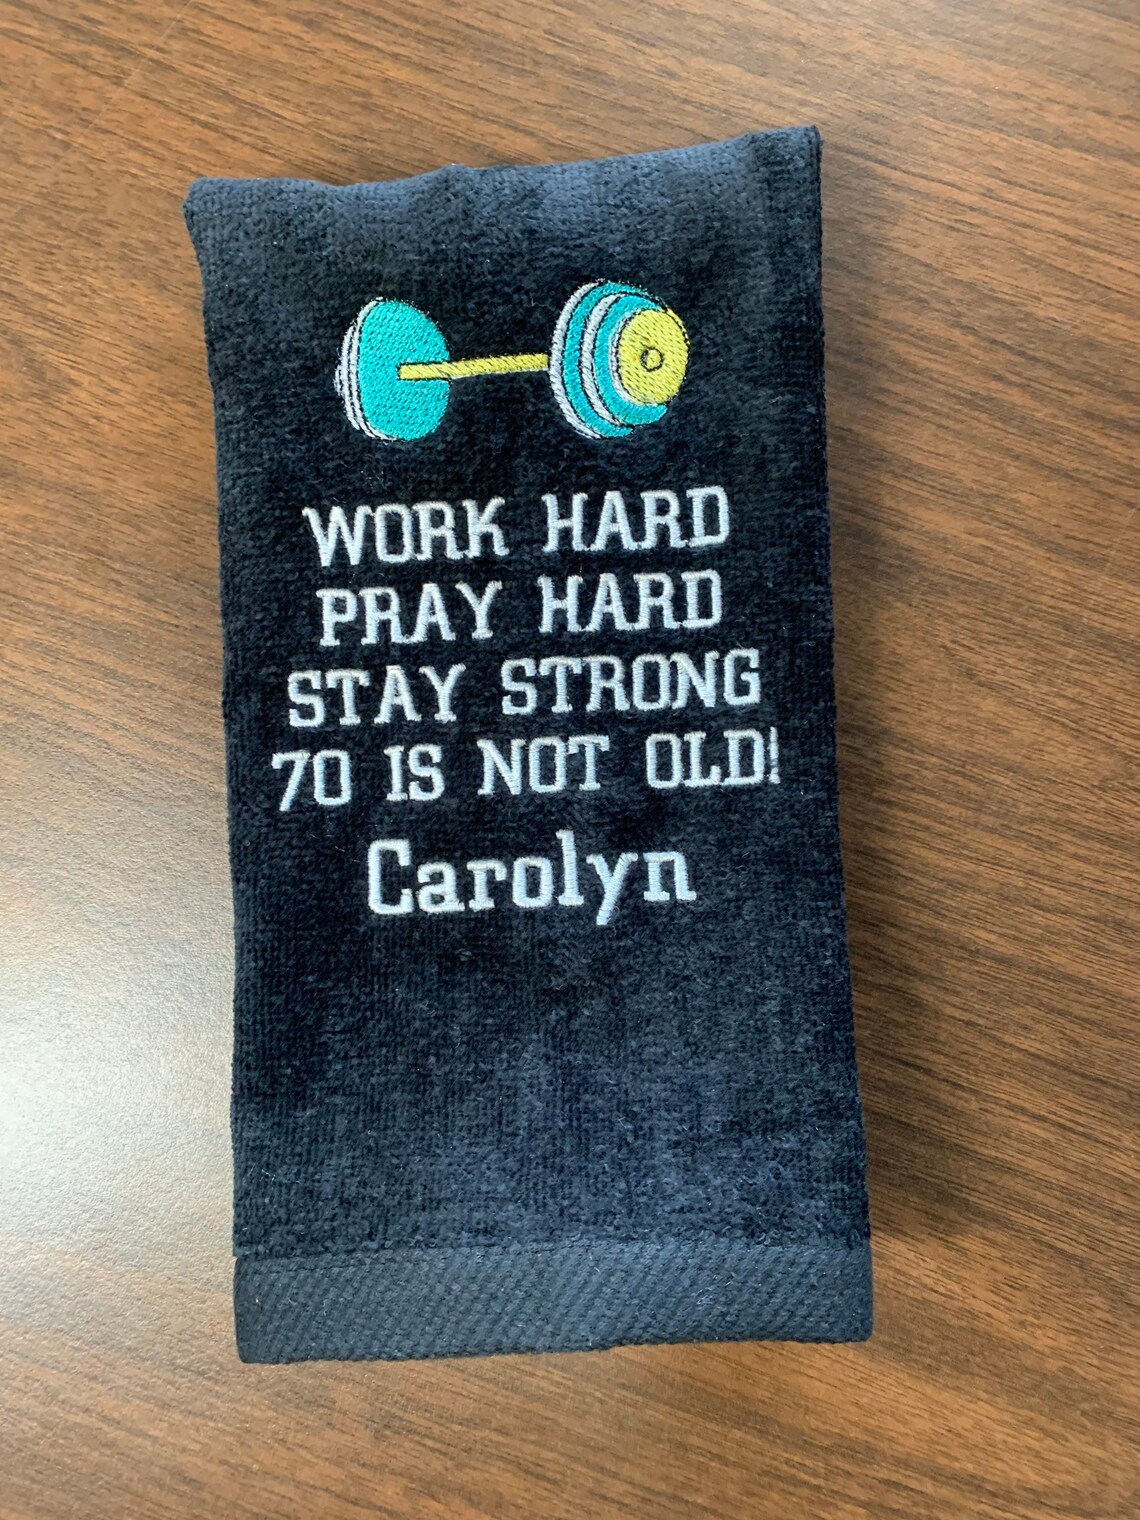 WORK HARD
PRAY HARD
STAY STRONG
70 IS NOT OLD!
Carolyn